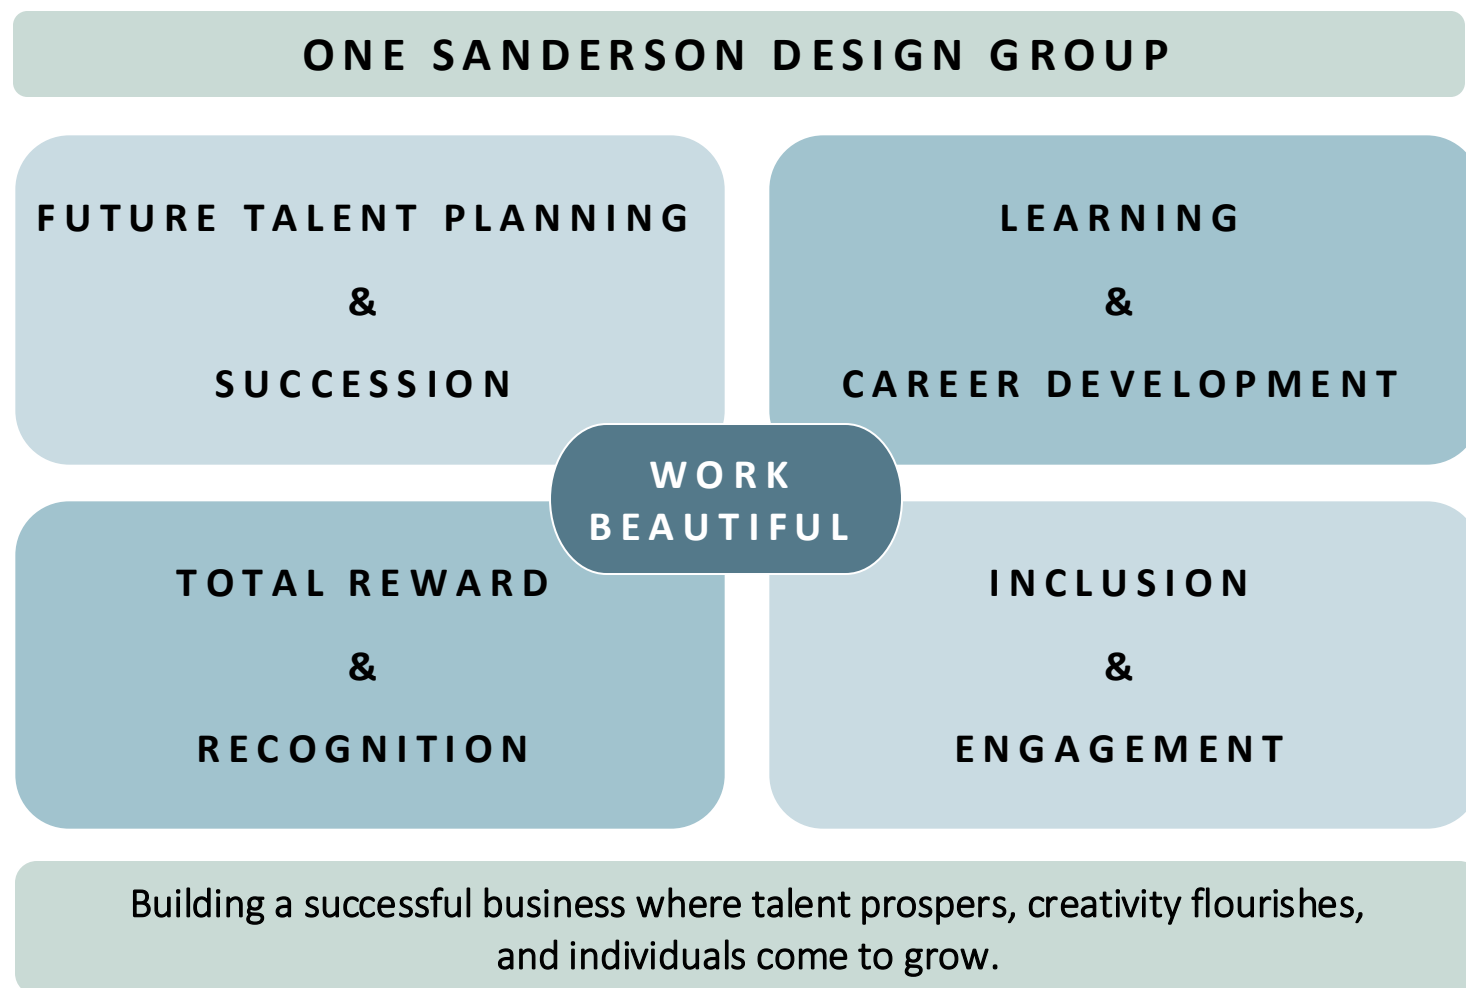 ONE SANDERSON DESIGN GROUP
FUTURE TALENT PLANNING
&
SUCCESSION
LEARNING
&
CAREER DEVELOPMENT
WORK
BEAUTIFUL
TOTAL REWARD
&
RECOGNITION
INCLUSION
&
ENGAGEMENT
Building a successful business where talent prospers, creativity flourishes,
and individuals come to grow.